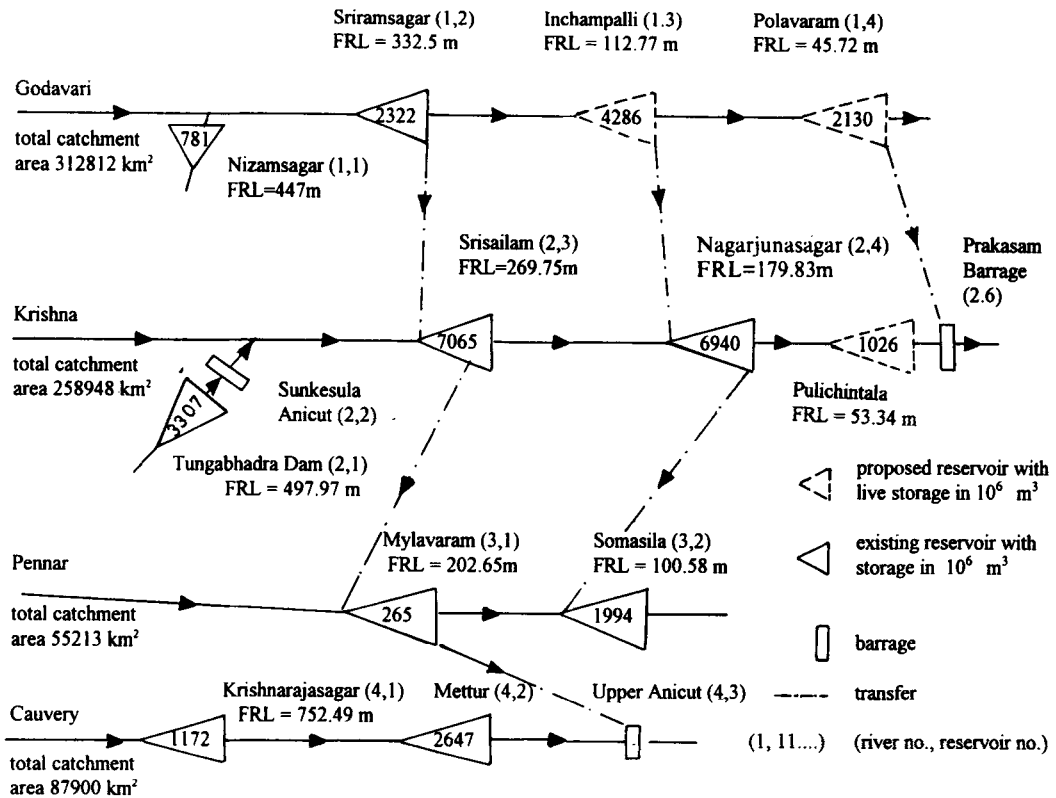 Sriramsagar (1,2)
FRL = 332.5 m
Inchampalli (1.3)
FRL = 112.77 m
Polavaram (1,4)
FRL = 45.72 m
Godavari
total catchment
area 312812 km²
781
2322
4286
2130
Nizamsagar (1,1)
FRL=447m
Srisailam (2,3)
FRL=269.75m
Nagarjunasagar (2,4)
FRL=179.83m
Prakasam
Barrage
(2.6)
Krishna
total catchment
area 258948 km²
7065
6940
1026
3307
Sunkesula
Anicut (2,2)
Pulichintala
FRL = 53.34 m
Tungabhadra Dam (2,1)
FRL = 497.97 m
proposed reservoir with
live storage in 10⁶ m³
existing reservoir with
storage in 10⁶ m³
barrage
transfer
(1, 11....) (river no., reservoir no.)
Pennar
total catchment
area 55213 km²
Mylavaram (3,1)
FRL = 202.65m
Somasila (3,2)
FRL = 100.58 m
265
1994
Cauvery
total catchment
area 87900 km²
Krishnarajasagar (4,1)
FRL = 752.49 m
Mettur (4,2)
Upper Anicut (4,3)
1172
2647